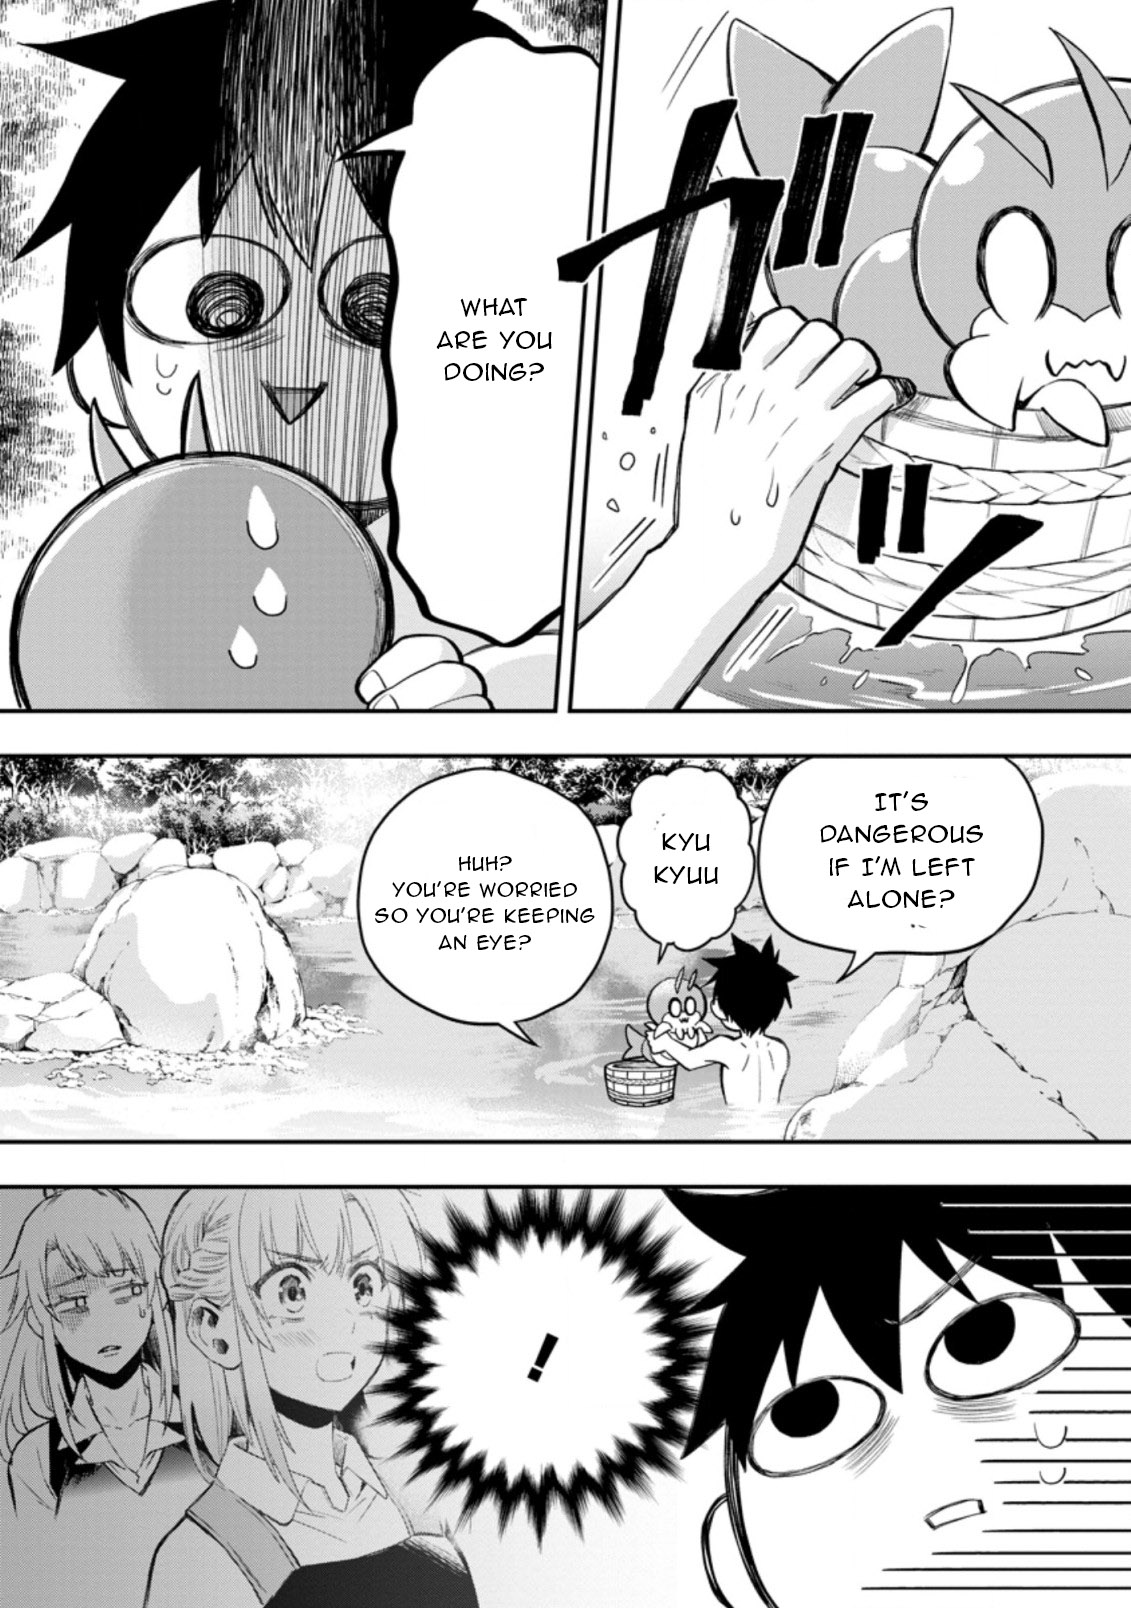 ガ
ガッ
WHAT
ARE YOU
DOING?
IT'S
DANGEROUS
IF I'M LEFT
ALONE?
KYU
KYUU
HUH?
YOU'RE WORRIED
SO YOU'RE KEEPING
AN EYE?
!